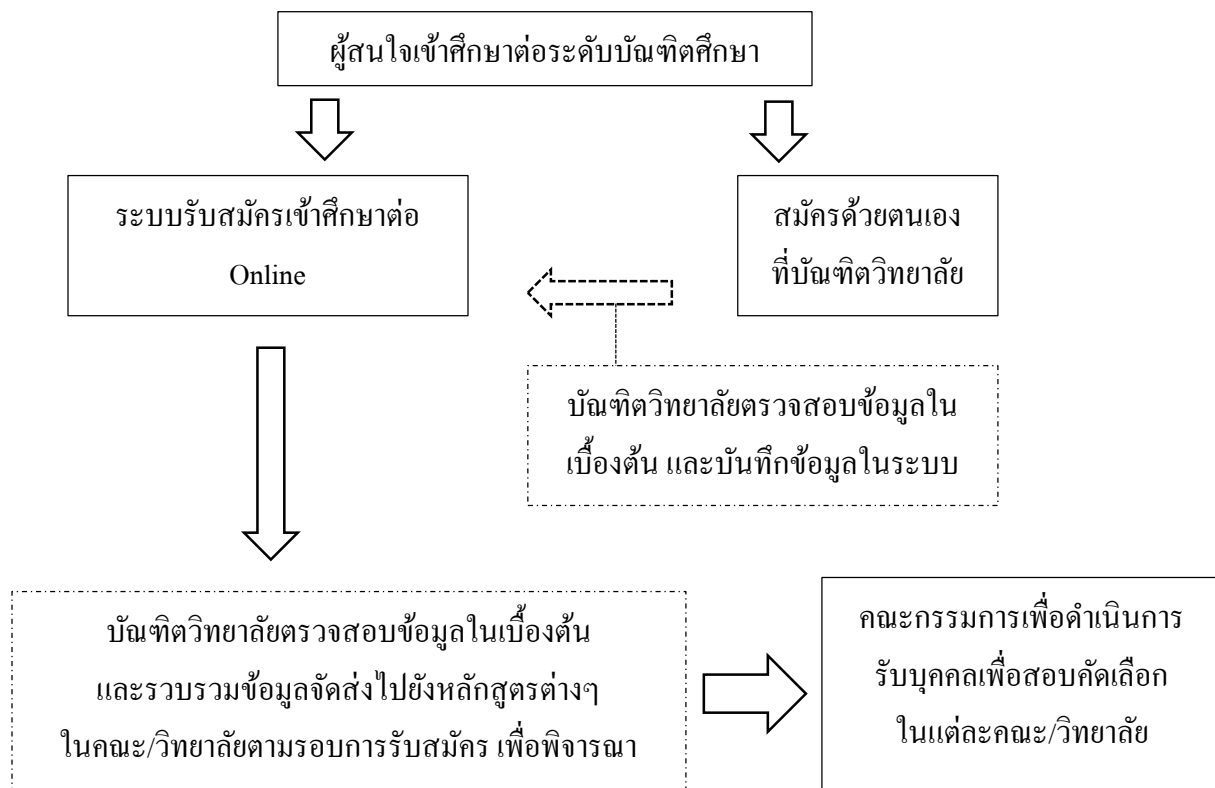 ผู้สนใจเข้าศึกษาต่อระดับบัณฑิตศึกษา
ระบบรับสมัครเข้าศึกษาต่อ
Online
สมัครด้วยตนเอง
ที่บัณฑิตวิทยาลัย
บัณฑิตวิทยาลัยตรวจสอบข้อมูลใน
เบื้องต้น และบันทึกข้อมูลในระบบ
บัณฑิตวิทยาลัยตรวจสอบข้อมูลในเบื้องต้น
และรวบรวมข้อมูลจัดส่งไปยังหลักสูตรต่างๆ
ในคณะ/วิทยาลัยตามรอบการรับสมัคร เพื่อพิจารณา
คณะกรรมการเพื่อดำเนินการ
รับบุคคลเพื่อสอบคัดเลือก
ในแต่ละคณะ/วิทยาลัย